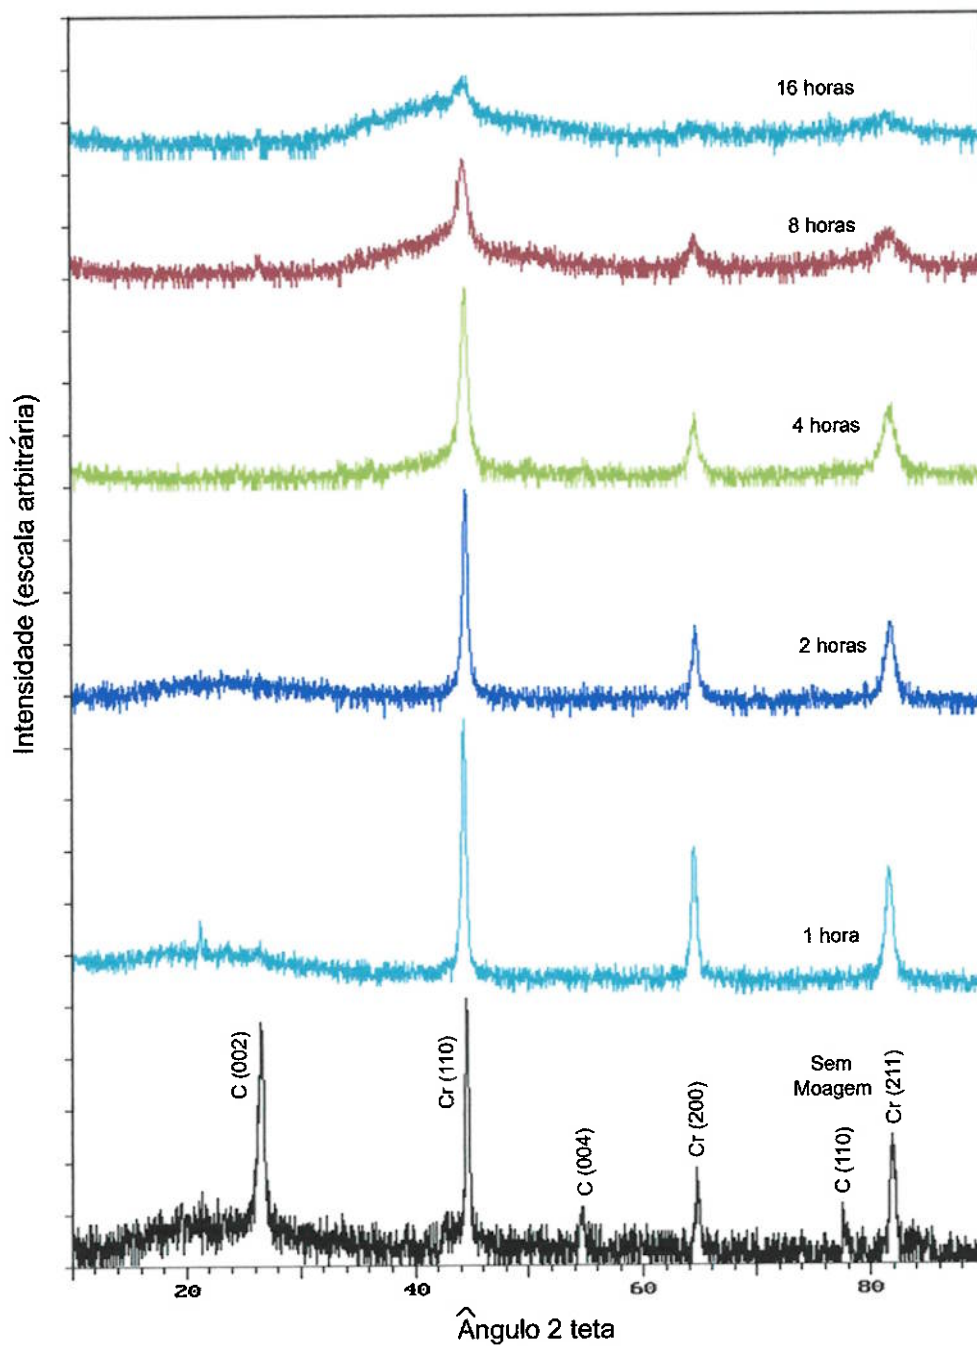 16 horas
8 horas
4 horas
2 horas
1 hora
Sem
Moagem
C (002)
Cr (110)
C (004)
Cr (200)
C (110)
Cr (211)
Intensidade (escala arbitrária)
20 40 60 80
Ângulo 2 teta